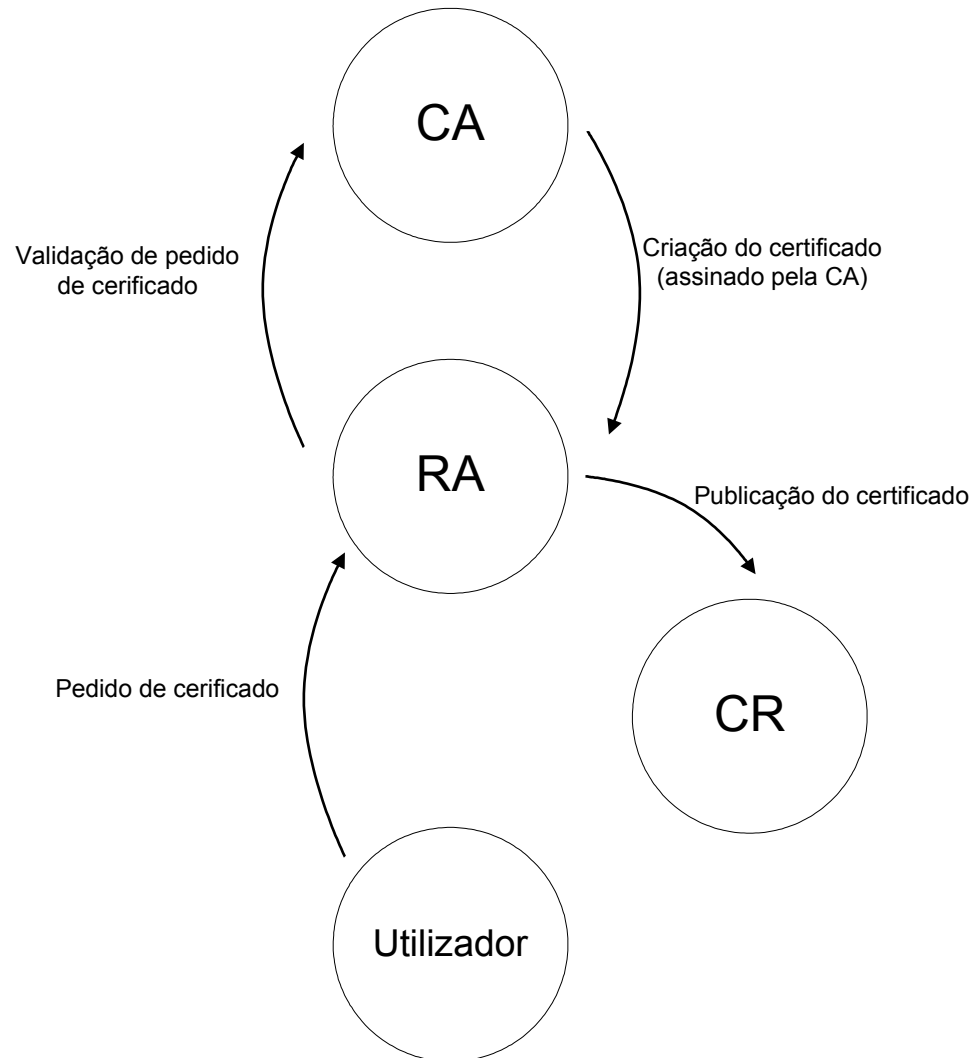 CA
Validação de pedido
de cerificado
Criação do certificado
(assinado pela CA)
RA
Publicação do certificado
Pedido de cerificado
CR
Utilizador